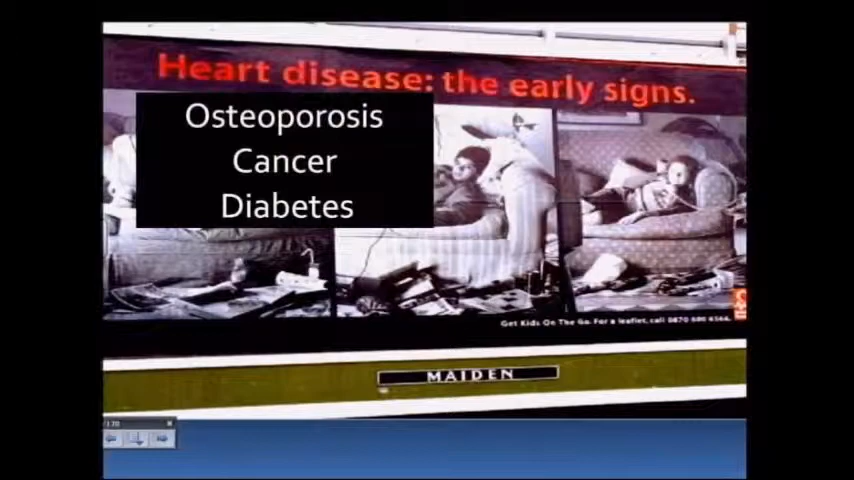 Heart disease: the early signs.
Osteoporosis
Cancer
Diabetes
Get Kids On The Go. For a leaflet, call 0870 600 6566.
MAIDEN